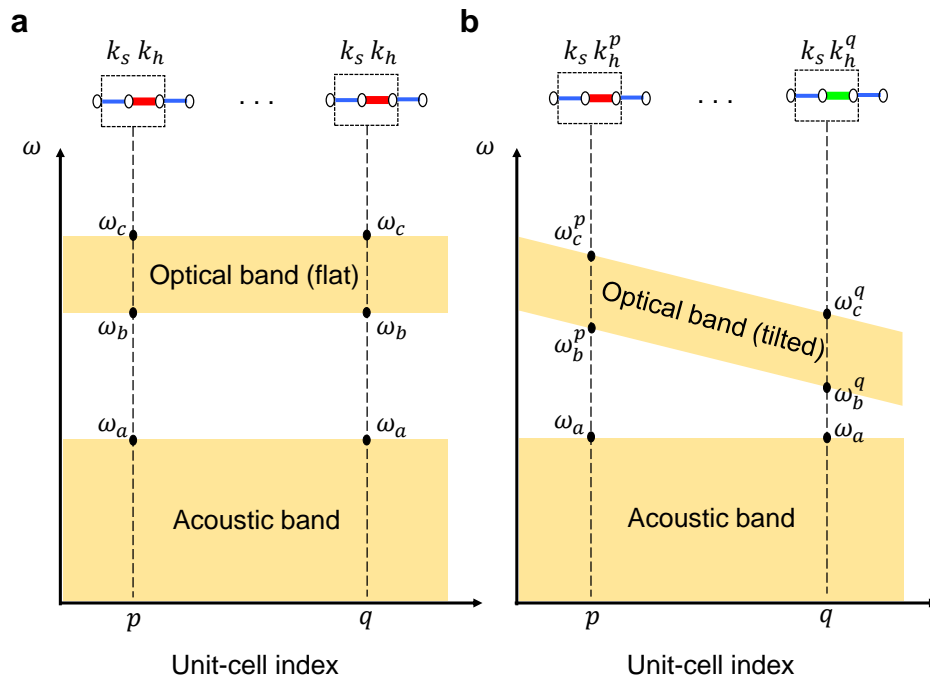 a
k_s k_h
k_s k_h
. . .
ω
ω_c
ω_c
Optical band (flat)
ω_b
ω_b
ω_a
ω_a
Acoustic band
p
q
Unit-cell index
b
k_s k_h^p
k_s k_h^q
. . .
ω
ω_c^p
ω_c^q
Optical band (tilted)
ω_b^p
ω_b^q
ω_a
ω_a
Acoustic band
p
q
Unit-cell index